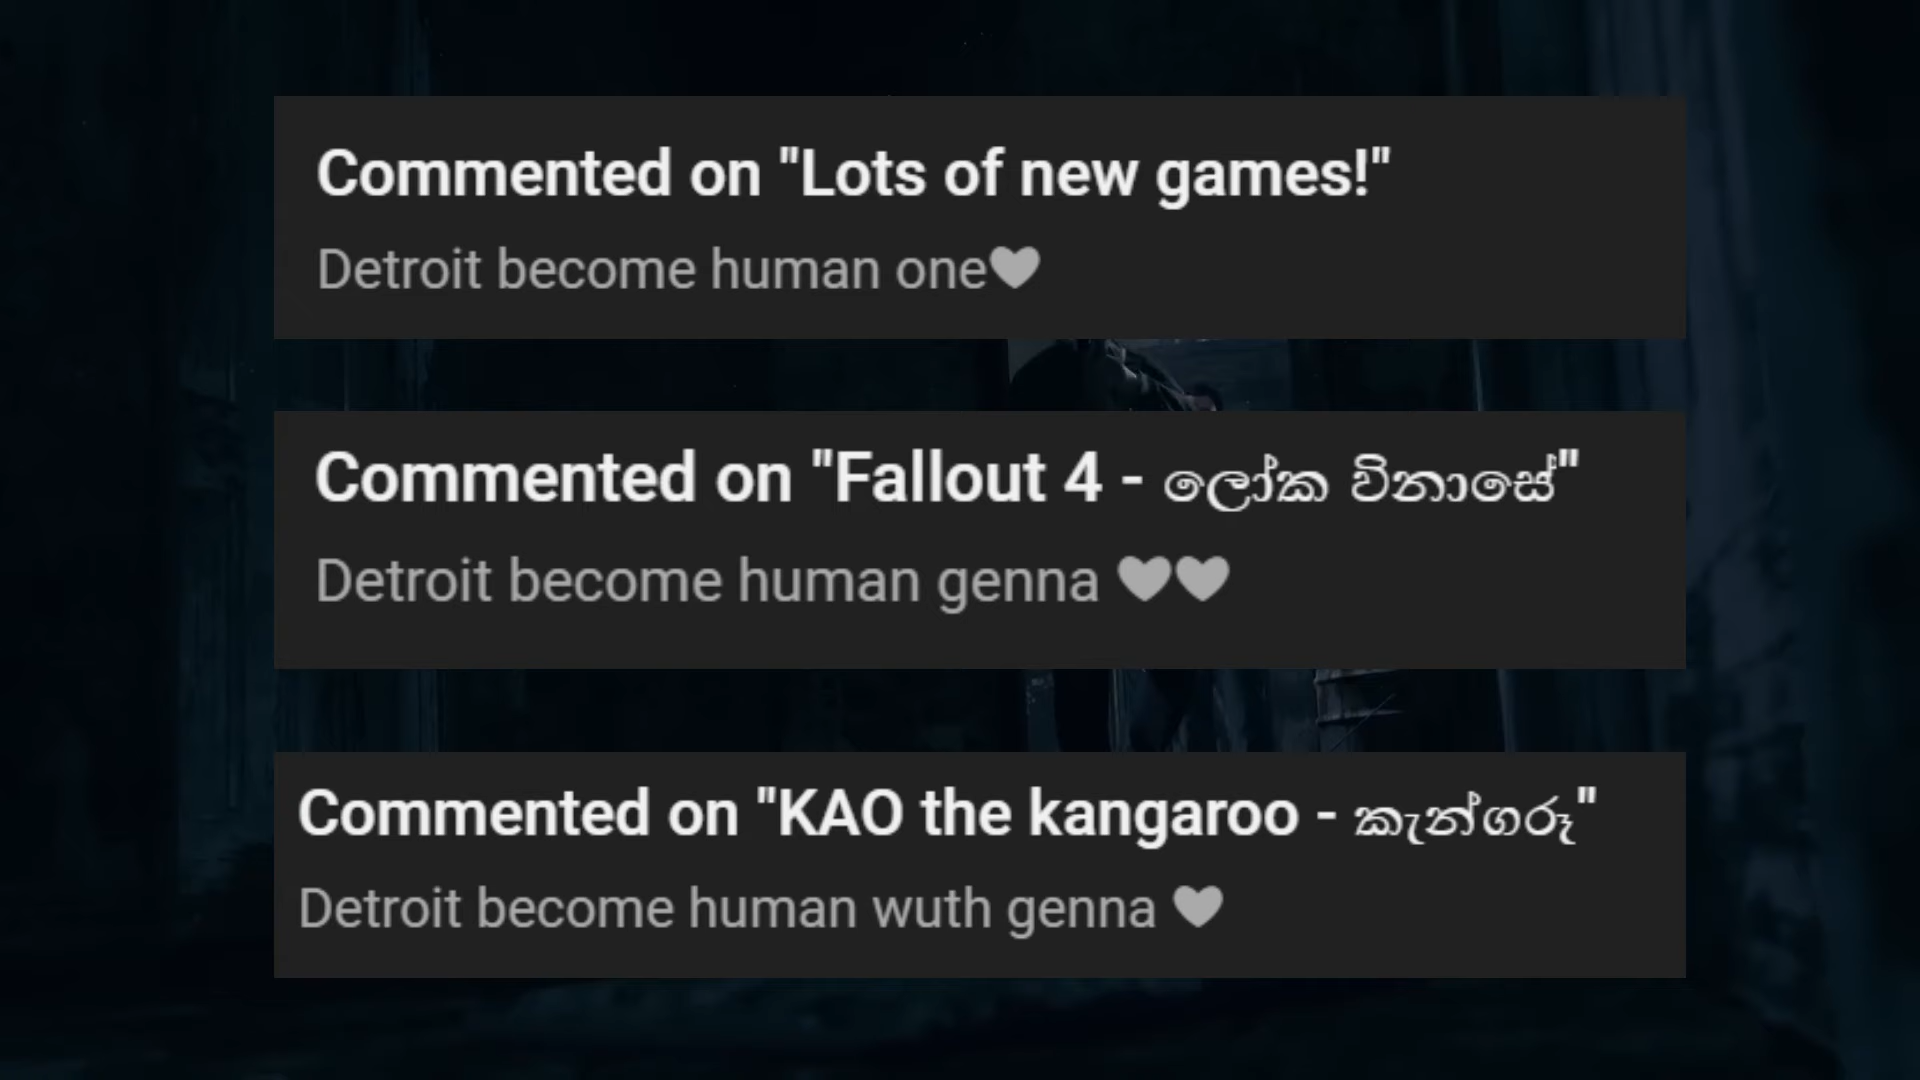 Commented on "Lots of new games!"
Detroit become human one🤍
Commented on "Fallout 4 - ලෝක විනාසේ"
Detroit become human genna 🤍🤍
Commented on "KAO the kangaroo - කැන්ගරූ"
Detroit become human wuth genna 🤍